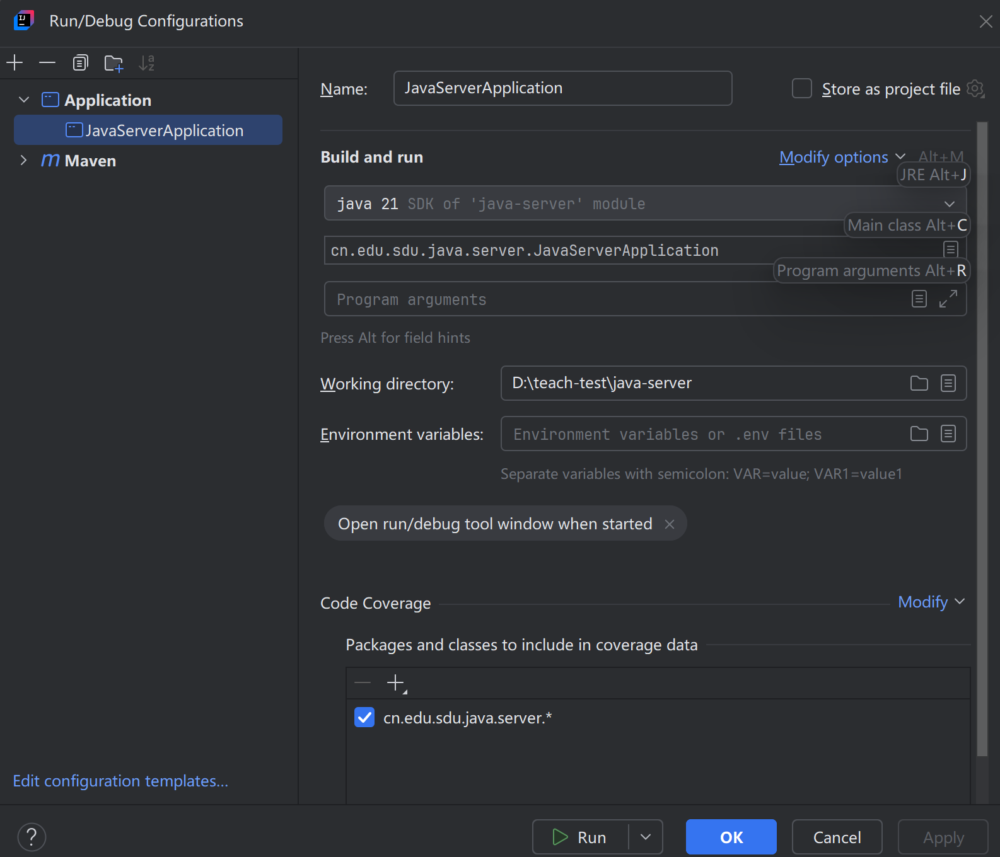 Run/Debug Configurations
Application
JavaServerApplication
Maven
Edit configuration templates...
Name:
JavaServerApplication
Store as project file
Build and run
Modify options
Alt+M
JRE Alt+J
java 21 SDK of 'java-server' module
Main class Alt+C
cn.edu.sdu.java.server.JavaServerApplication
Program arguments Alt+R
Program arguments
Press Alt for field hints
Working directory:
D:\teach-test\java-server
Environment variables:
Environment variables or .env files
Separate variables with semicolon: VAR=value; VAR1=value1
Open run/debug tool window when started
Code Coverage
Modify
Packages and classes to include in coverage data
cn.edu.sdu.java.server.*
Run
OK
Cancel
Apply